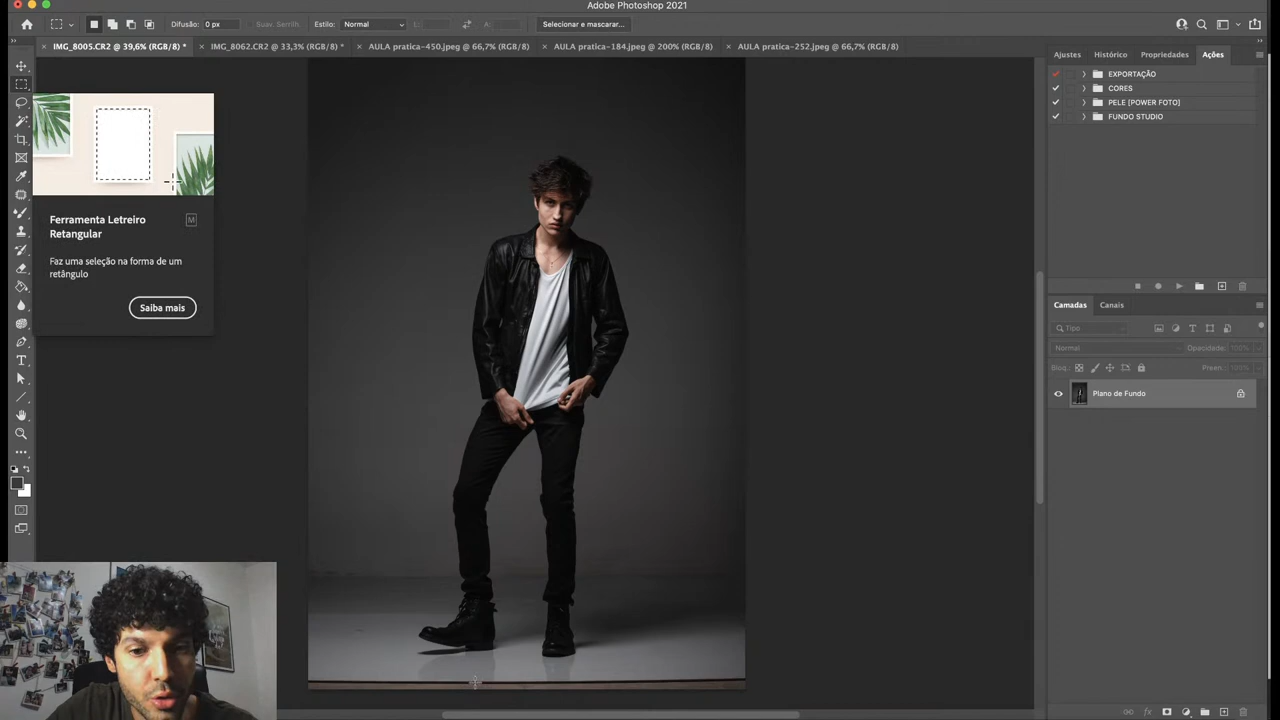 Adobe Photoshop 2021
Difusão: 0 px
Suav. Serrilh.
Estilo: Normal
L:
A:
Selecionar e mascarar...
IMG_8005.CR2 @ 39,6% (RGB/8) *
IMG_8062.CR2 @ 33,3% (RGB/8) *
AULA pratica-450.jpeg @ 66,7% (RGB/8)
AULA pratica-184.jpeg @ 200% (RGB/8)
AULA pratica-252.jpeg @ 66,7% (RGB/8)
Ferramenta Letreiro
Retangular
M
Faz uma seleção na forma de um
retângulo
Saiba mais
Ajustes
Histórico
Propriedades
Ações
EXPORTAÇÃO
CORES
PELE [POWER FOTO]
FUNDO STUDIO
Camadas
Canais
Tipo
Normal
Opacidade: 100%
Bloq.:
Preen.: 100%
Plano de Fundo